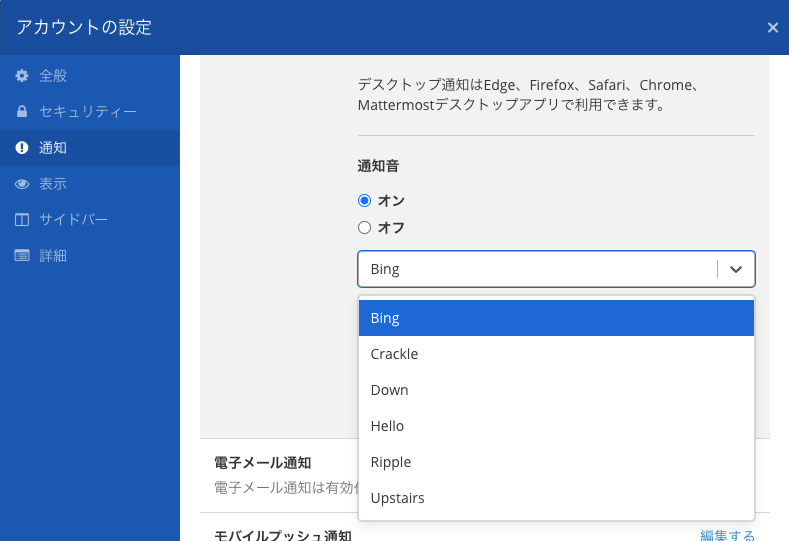 アカウントの設定
×
全般
セキュリティー
通知
表示
サイドバー
詳細
デスクトップ通知はEdge、Firefox、Safari、Chrome、
Mattermostデスクトップアプリで利用できます。
通知音
オン
オフ
Bing
Bing
Crackle
Down
Hello
Ripple
Upstairs
電子メール通知
電子メール通知は有効
モバイルプッシュ通知
編集する